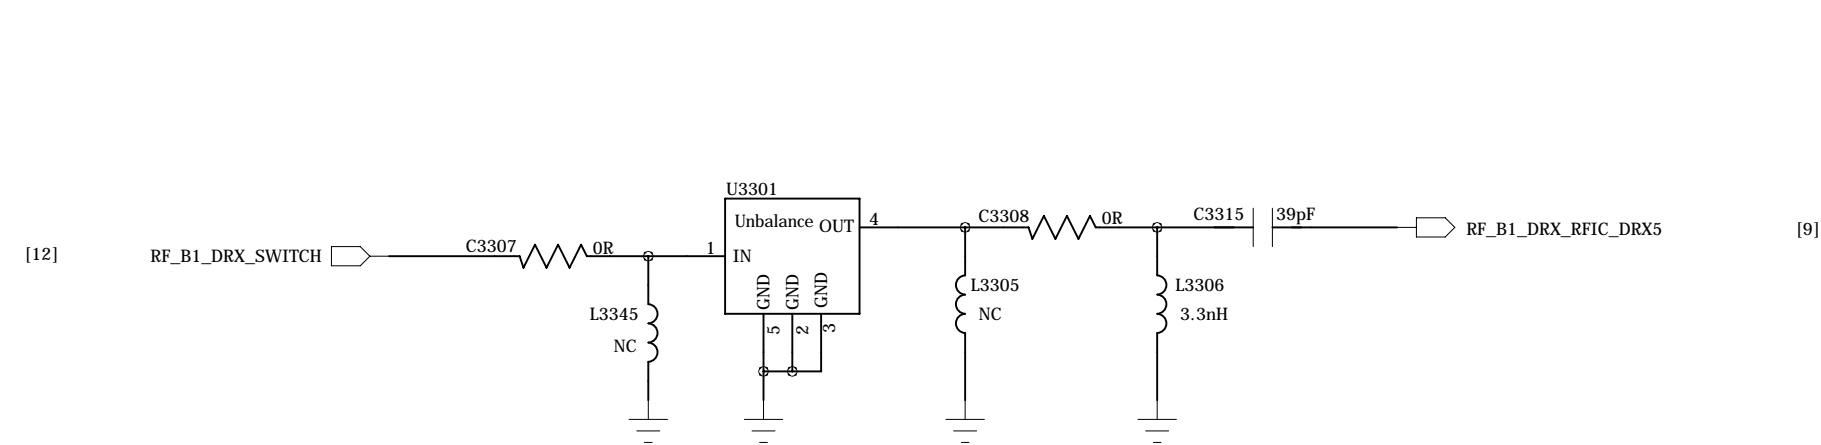 U3301
Unbalance OUT 4
C3308 0R
C3315 39pF
RF_B1_DRX_RFIC_DRX5 [9]
[12] RF_B1_DRX_SWITCH
C3307 0R
1 IN
GND GND GND
5 2 3
L3345
NC
L3305
NC
L3306
3.3nH